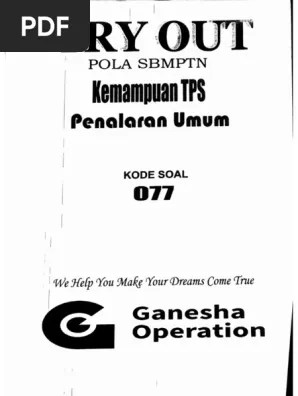 PDF
RY OUT
POLA SBMPTN
Kemampuan TPS
Penalaran Umum
KODE SOAL
077
We Help You Make Your Dreams Come True
Ganesha
Operation